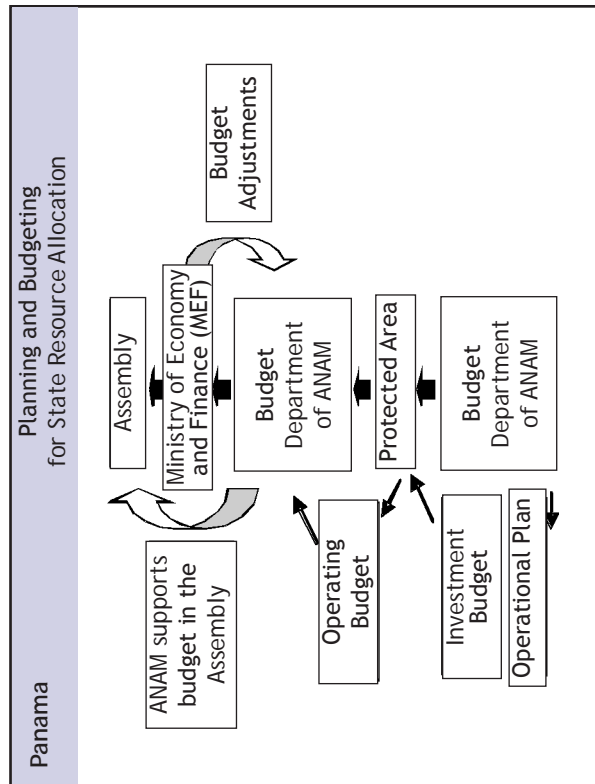 Panama
Planning and Budgeting
for State Resource Allocation
Assembly
Ministry of Economy
and Finance (MEF)
Budget
Adjustments
ANAM supports
budget in the
Assembly
Budget
Department
of ANAM
Operating
Budget
Protected Area
Investment
Budget
Budget
Department
of ANAM
Operational Plan